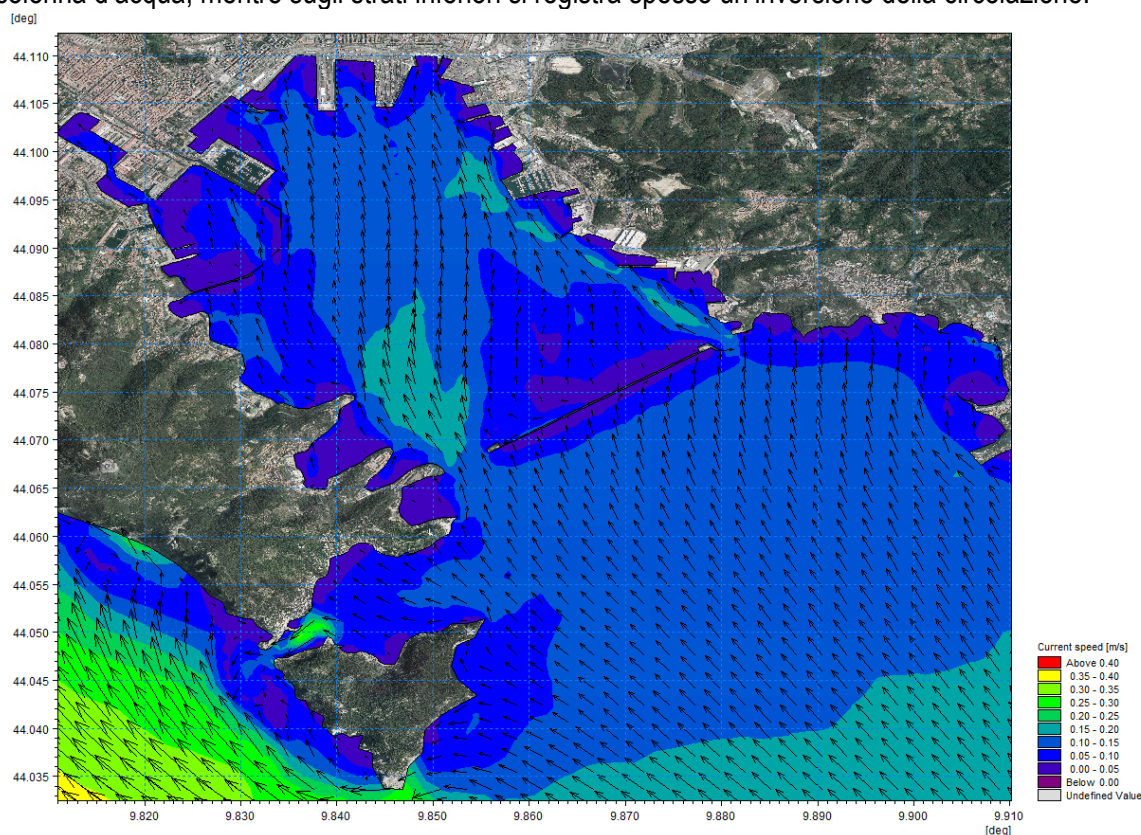 colonna d'acqua, mentre sugli strati inferiori si registra spesso un'inversione della circolazione.
[deg]
44.110
44.105
44.100
44.095
44.090
44.085
44.080
44.075
44.070
44.065
44.060
44.055
44.050
44.045
44.040
44.035
Current speed [m/s]
Above 0.40
0.35 - 0.40
0.30 - 0.35
0.25 - 0.30
0.20 - 0.25
0.15 - 0.20
0.10 - 0.15
0.05 - 0.10
0.00 - 0.05
Below 0.00
Undefined Value
9.820 9.830 9.840 9.850 9.860 9.870 9.880 9.890 9.900 9.910
[deg]